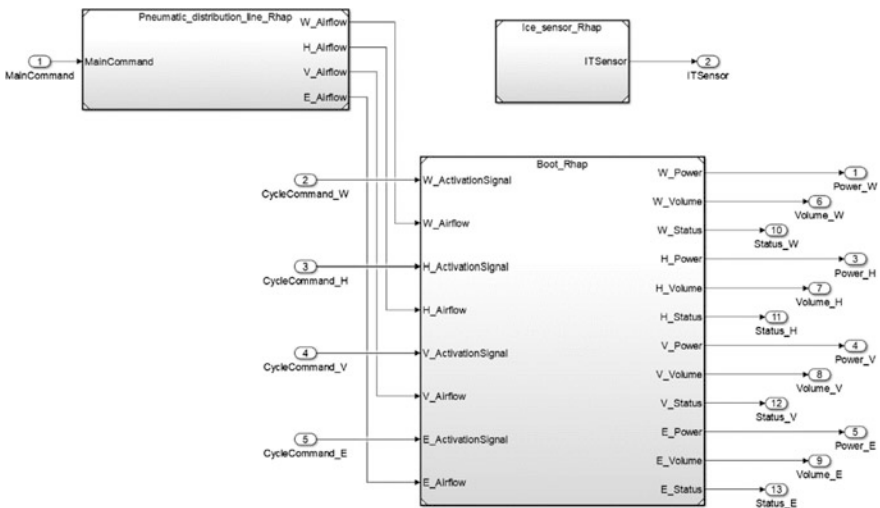 Pneumatic_distribution_line_Rhap
W_Airflow
H_Airflow
V_Airflow
E_Airflow
1
MainCommand
MainCommand
Ice_sensor_Rhap
ITSensor
2
ITSensor
Boot_Rhap
2
CycleCommand_W
W_ActivationSignal
W_Airflow
3
CycleCommand_H
H_ActivationSignal
H_Airflow
4
CycleCommand_V
V_ActivationSignal
V_Airflow
5
CycleCommand_E
E_ActivationSignal
E_Airflow
W_Power
1
Power_W
W_Volume
6
Volume_W
W_Status
10
Status_W
H_Power
3
Power_H
H_Volume
7
Volume_H
H_Status
11
Status_H
V_Power
4
Power_V
V_Volume
8
Volume_V
V_Status
12
Status_V
E_Power
5
Power_E
E_Volume
9
Volume_E
E_Status
13
Status_E